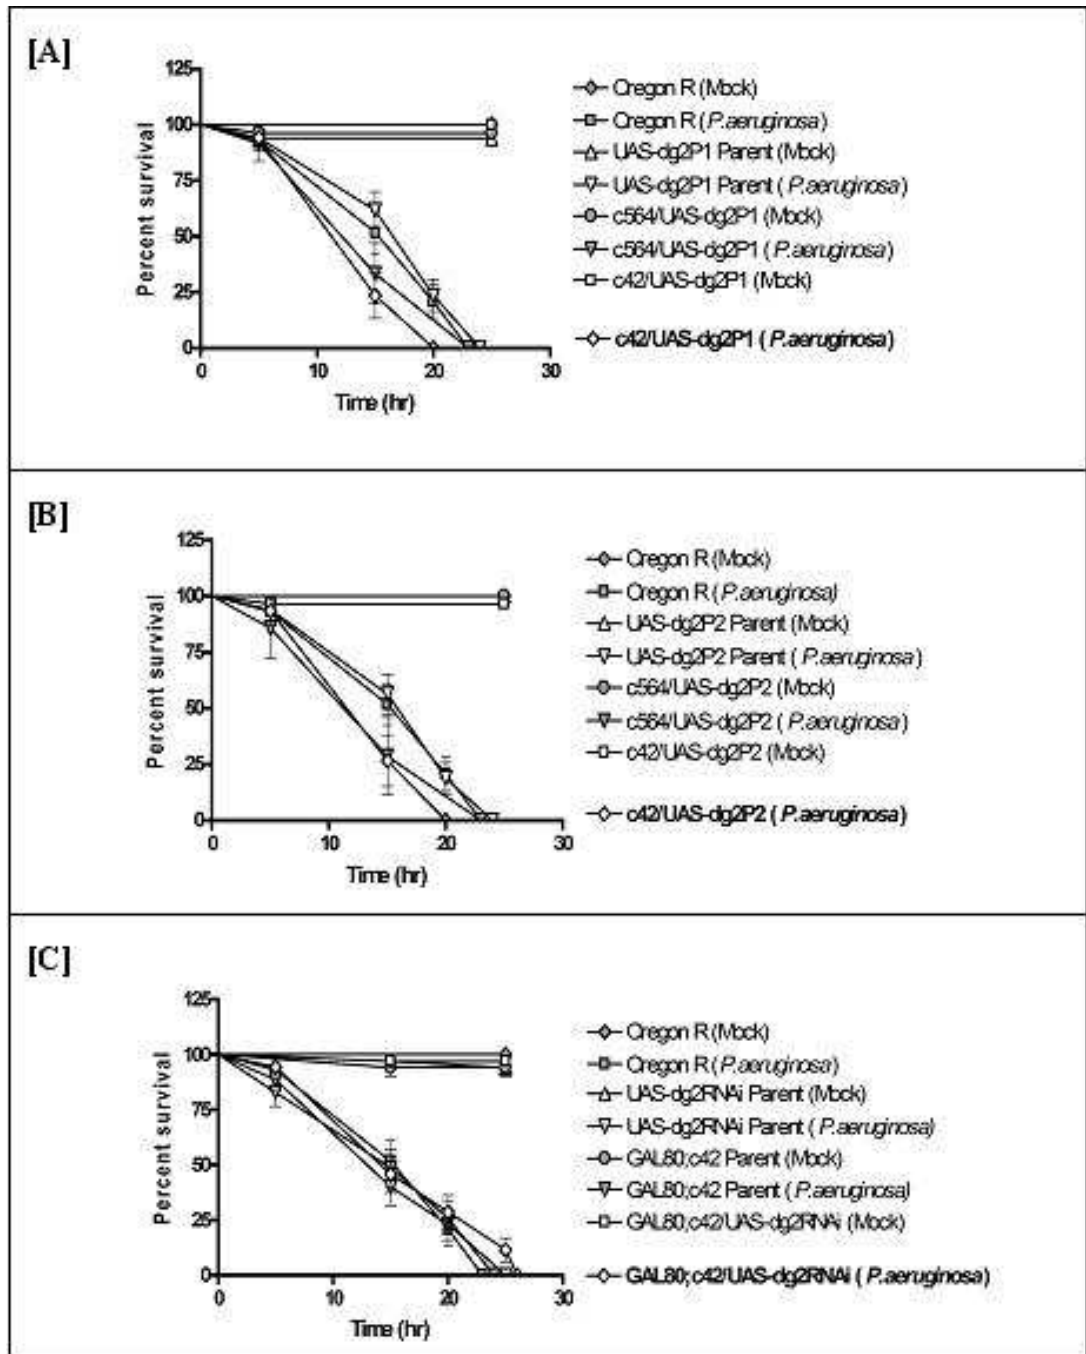 [A]
125
100
75
50
25
0
Percent survival
0 10 20 30
Time (hr)
Oregon R (Mock)
Oregon R (P.aeruginosa)
UAS-dg2P1 Parent (Mock)
UAS-dg2P1 Parent ( P.aeruginosa)
c564/UAS-dg2P1 (Mock)
c564/UAS-dg2P1 ( P.aeruginosa)
c42/UAS-dg2P1 (Mock)
c42/UAS-dg2P1 ( P.aeruginosa)
[B]
125
100
75
50
25
0
Percent survival
0 10 20 30
Time (hr)
Oregon R (Mock)
Oregon R ( P.aeruginosa)
UAS-dg2P2 Parent (Mock)
UAS-dg2P2 Parent ( P.aeruginosa)
c564/UAS-dg2P2 (Mock)
c564/UAS-dg2P2 ( P.aeruginosa)
c42/UAS-dg2P2 (Mock)
c42/UAS-dg2P2 ( P.aeruginosa)
[C]
125
100
75
50
25
0
Percent survival
0 10 20 30
Time (hr)
Oregon R (Mock)
Oregon R ( P.aeruginosa)
UAS-dg2RNAi Parent (Mock)
UAS-dg2RNAi Parent ( P.aeruginosa)
GAL80;c42 Parent (Mock)
GAL80;c42 Parent ( P.aeruginosa)
GAL80;c42/UAS-dg2RNAi (Mock)
GAL80;c42/UAS-dg2RNAi ( P.aeruginosa)